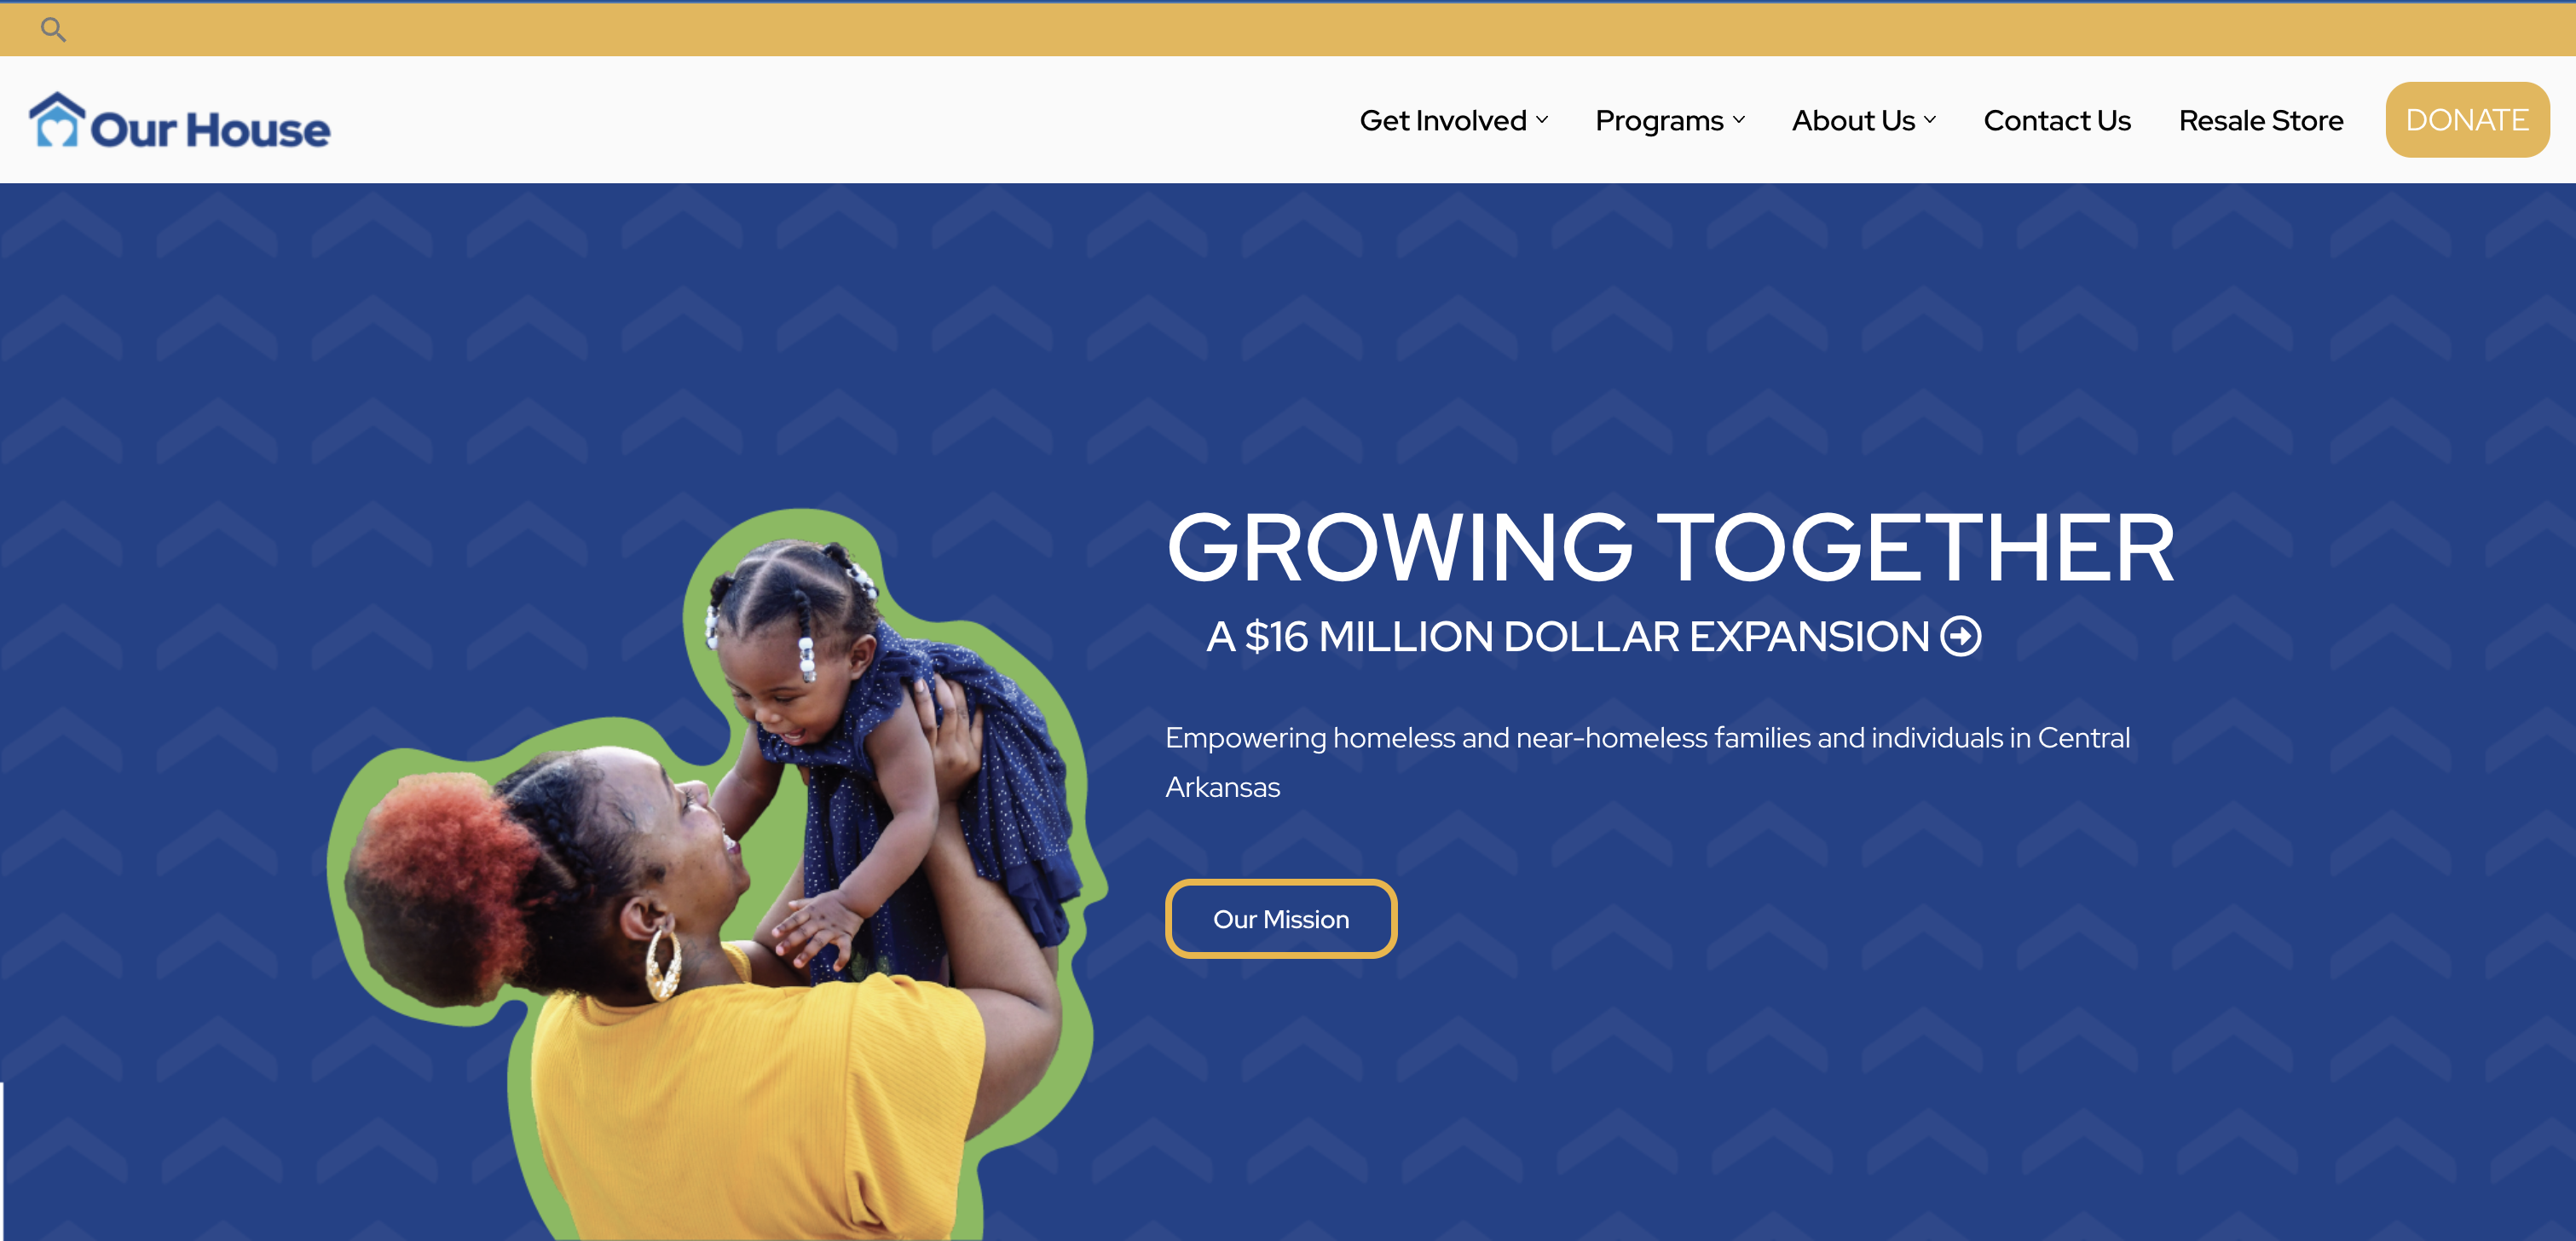 Our House
Get Involved
Programs
About Us
Contact Us
Resale Store
DONATE
GROWING TOGETHER
A $16 MILLION DOLLAR EXPANSION
Empowering homeless and near-homeless families and individuals in Central
Arkansas
Our Mission